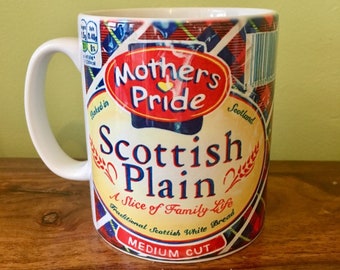 Mothers
Pride
Baked in
Scotland
Scottish
Plain
A Slice of Family Life
Traditional Scottish White Bread
MEDIUM CUT